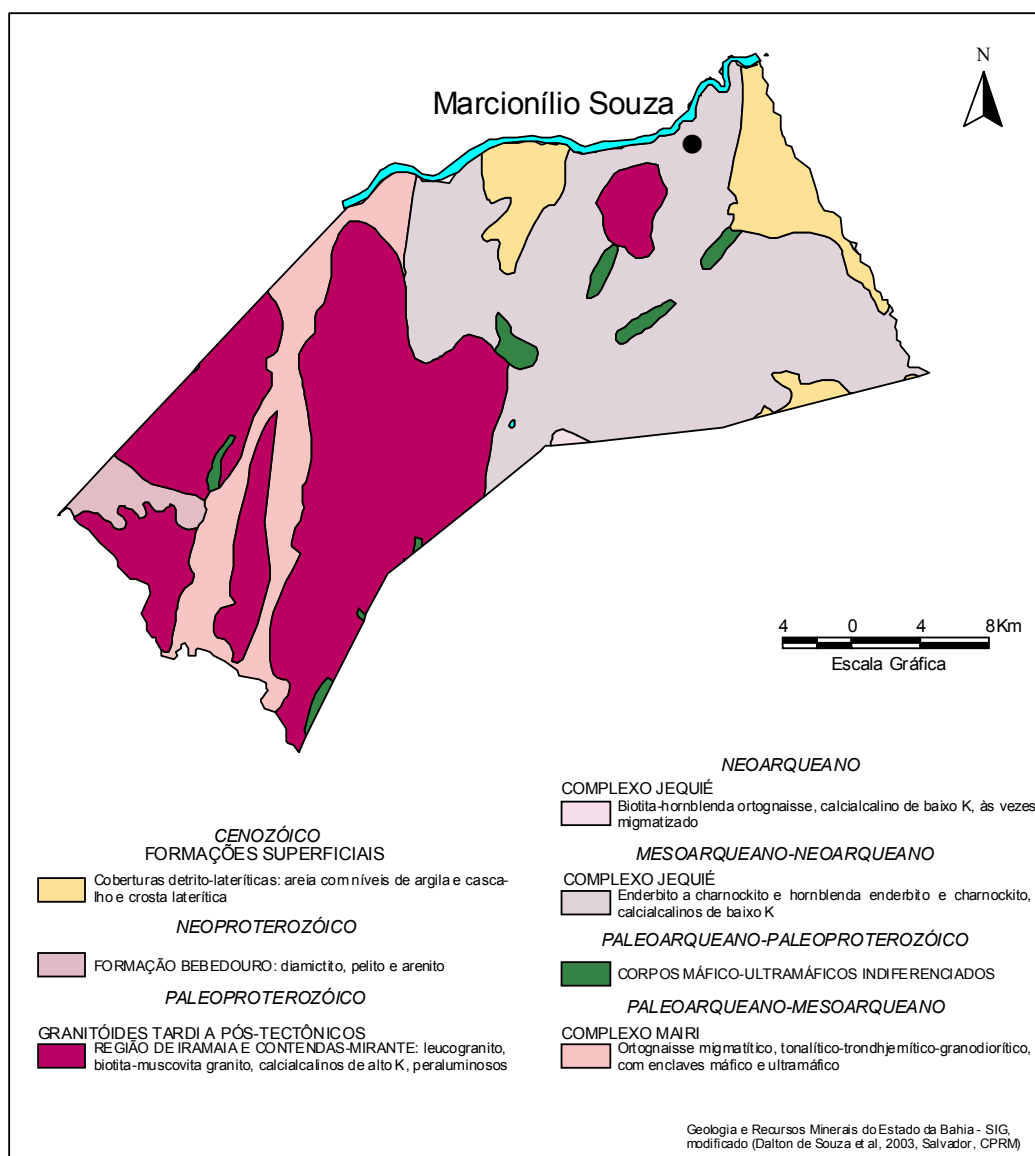 N
Marcionílio Souza
4 0 4 8Km
Escala Gráfica
CENOZÓICO
FORMAÇÕES SUPERFICIAIS
Coberturas detrito-lateríticas: areia com níveis de argila e casca-
lho e crosta laterítica
NEOPROTEROZÓICO
FORMAÇÃO BEBEDOURO: diamictito, pelito e arenito
PALEOPROTEROZÓICO
GRANITÓIDES TARDI A PÓS-TECTÔNICOS
REGIÃO DE IRAMAIA E CONTENDAS-MIRANTE: leucogranito,
biotita-muscovita granito, calcialcalinos de alto K, peraluminosos
NEOARQUEANO
COMPLEXO JEQUIÉ
Biotita-hornblenda ortognaisse, calcialcalino de baixo K, às vezes
migmatizado
MESOARQUEANO-NEOARQUEANO
COMPLEXO JEQUIÉ
Enderbito a charnockito e hornblenda enderbito e charnockito,
calcialcalinos de baixo K
PALEOARQUEANO-PALEOPROTEROZÓICO
CORPOS MÁFICO-ULTRAMÁFICOS INDIFERENCIADOS
PALEOARQUEANO-MESOARQUEANO
COMPLEXO MAIRI
Ortognaisse migmatítico, tonalítico-trondhjemítico-granodiorítico,
com enclaves máfico e ultramáfico
Geologia e Recursos Minerais do Estado da Bahia - SIG,
modificado (Dalton de Souza et al, 2003, Salvador, CPRM)